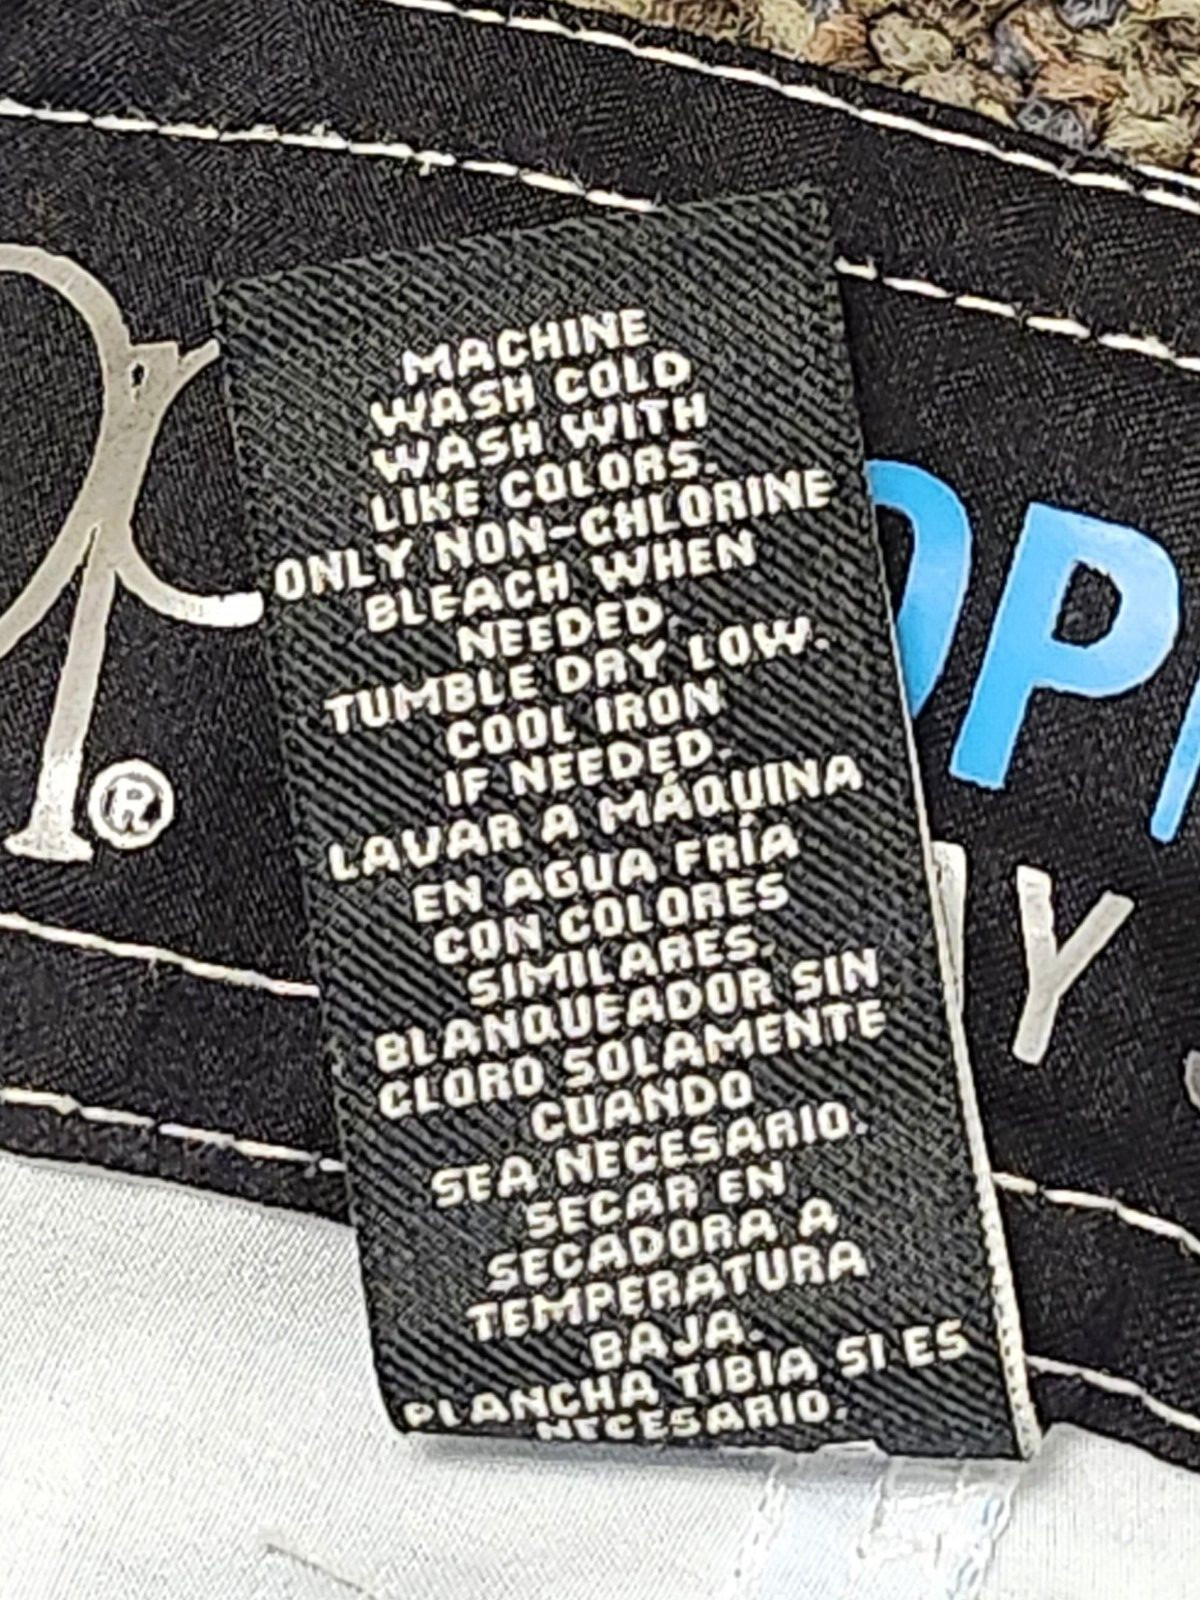 MACHINE
WASH COLD
WASH WITH
LIKE COLORS.
ONLY NON-CHLORINE
BLEACH WHEN
NEEDED.
TUMBLE DRY LOW.
COOL IRON
IF NEEDED.
LAVAR A MÁQUINA
EN AGUA FRÍA
CON COLORES
SIMILARES.
BLANQUEADOR SIN
CLORO SOLAMENTE
CUANDO
SEA NECESARIO.
SECAR EN
SECADORA A
TEMPERATURA
BAJA.
PLANCHA TIBIA SI ES
NECESARIO.
®
OP
Y